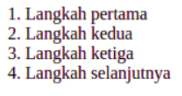 1. Langkah pertama
2. Langkah kedua
3. Langkah ketiga
4. Langkah selanjutnya